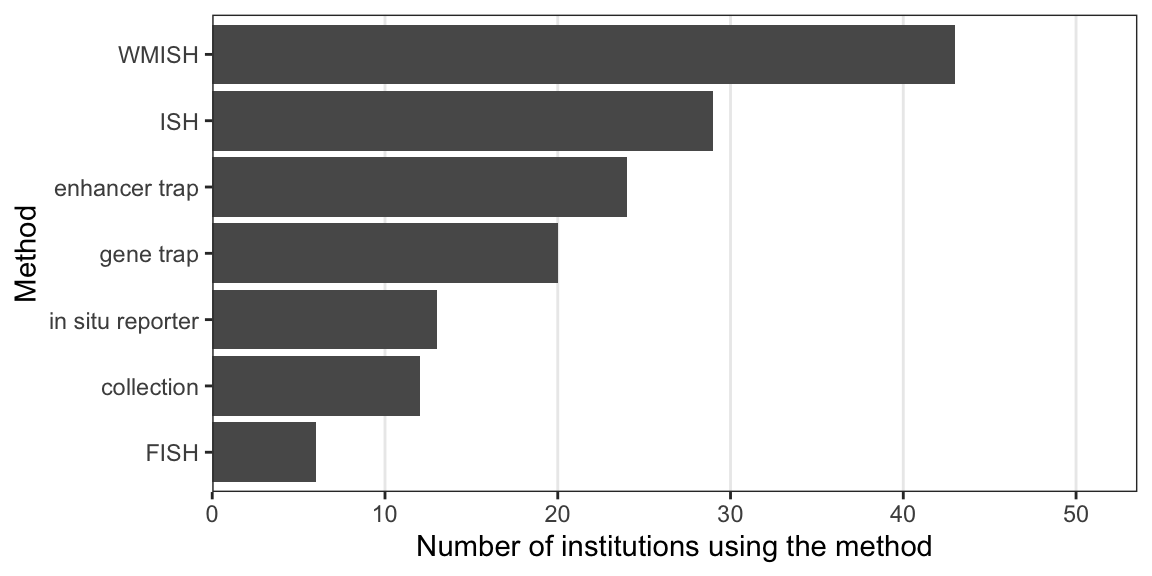 WMISH
ISH
enhancer trap
gene trap
in situ reporter
collection
FISH
Method
0 10 20 30 40 50
Number of institutions using the method